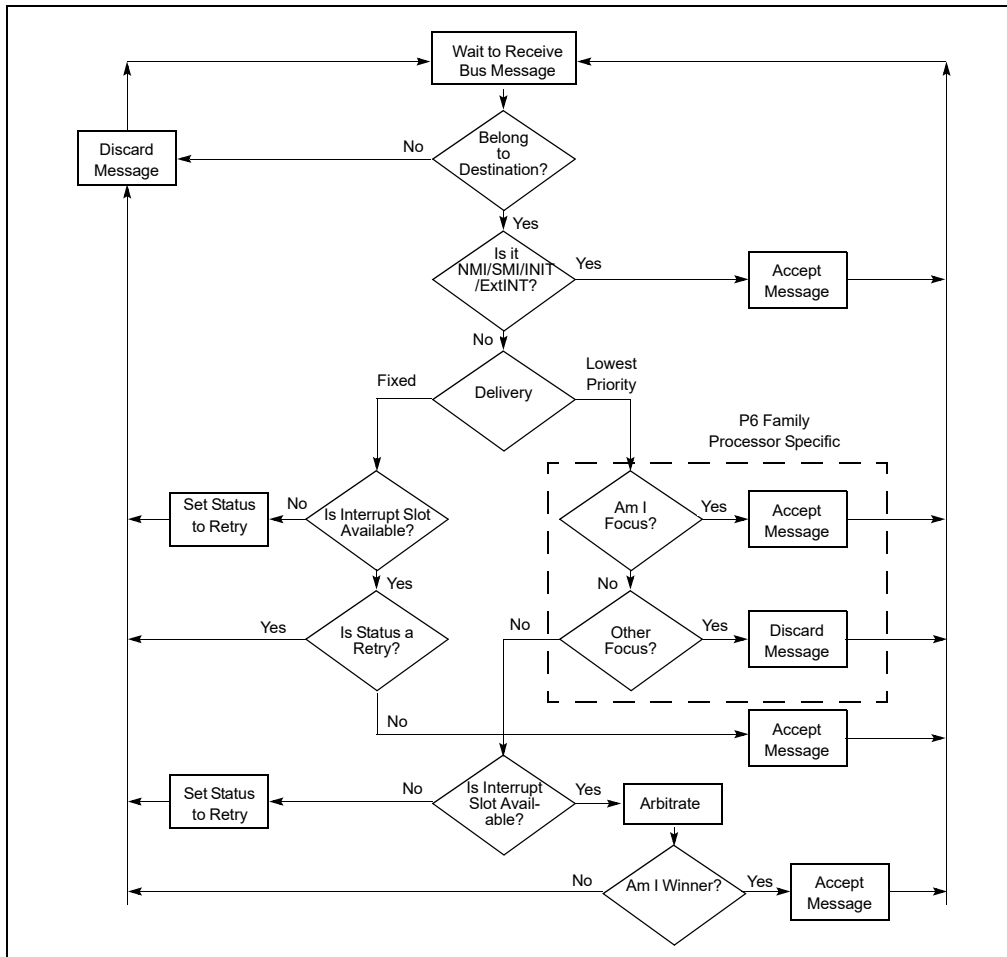 Wait to Receive
Bus Message
Belong
to
Destination?
No
Discard
Message
Yes
Is it
NMI/SMI/INIT
/ExtINT?
Yes
Accept
Message
No
Delivery
Fixed
Lowest
Priority
P6 Family
Processor Specific
Set Status
to Retry
No
Is Interrupt Slot
Available?
Am I
Focus?
Yes
Accept
Message
Yes
No
Yes
Is Status a
Retry?
No
Other
Focus?
Yes
Discard
Message
No
Accept
Message
Set Status
to Retry
No
Is Interrupt
Slot Avail-
able?
Yes
Arbitrate
No
Am I Winner?
Yes
Accept
Message